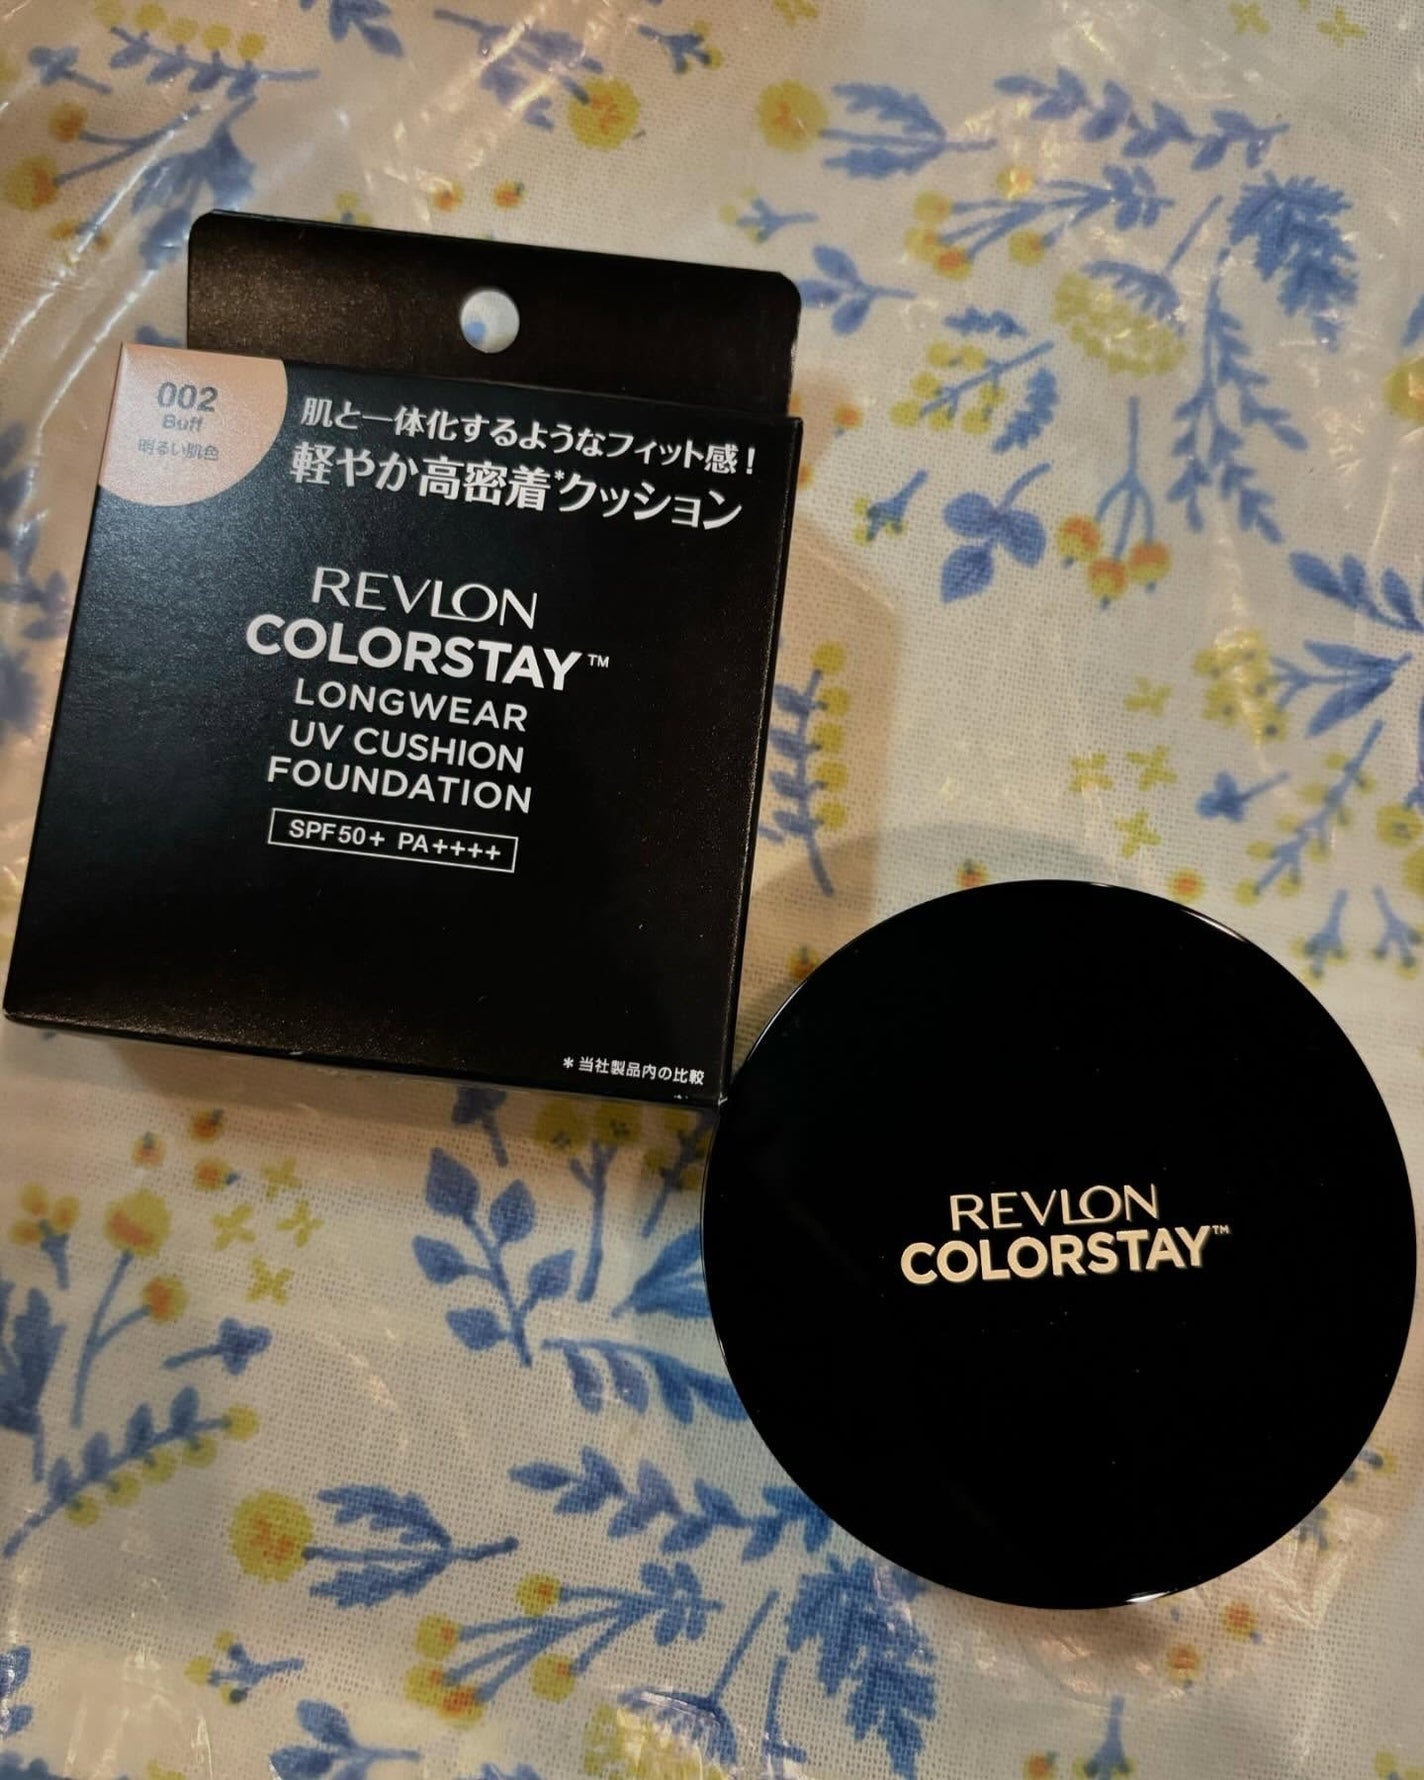 002
Buff
明るい肌色
肌と一体化するようなフィット感！
軽やか高密着*クッション
REVLON
COLORSTAY™
LONGWEAR
UV CUSHION
FOUNDATION
SPF50+ PA++++
*当社製品内の比較
REVLON
COLORSTAY™